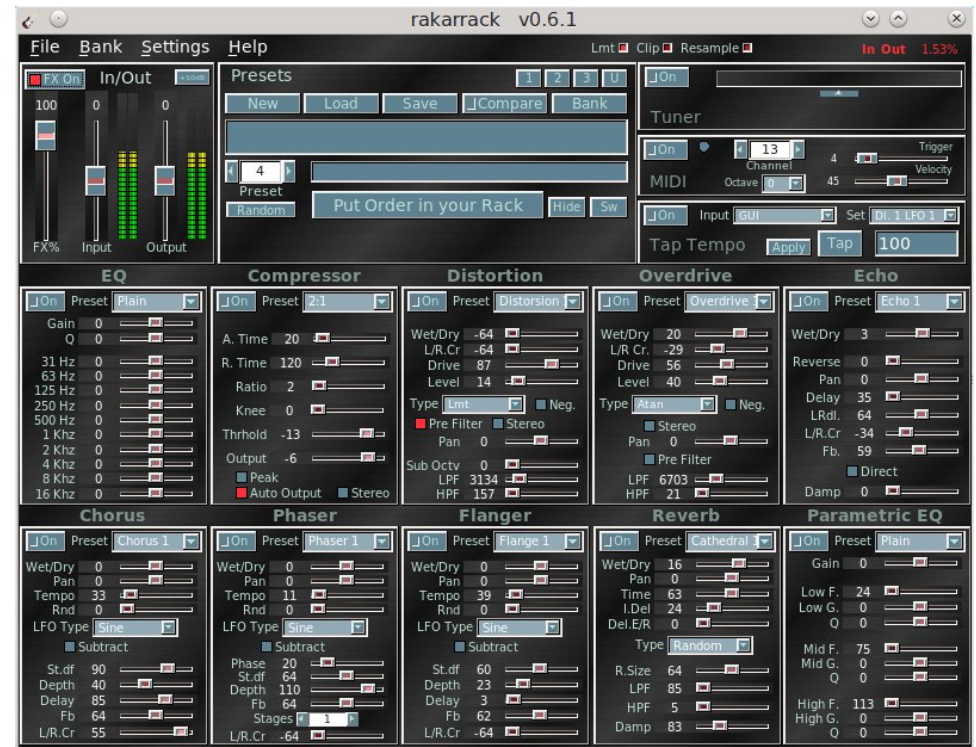 rakarrack v0.6.1
File Bank Settings Help
Lmt Clip Resample In Out 1.53%
FX On In/Out +10dB
100 0 0
FX% Input Output
Presets 1 2 3 U
New Load Save Compare Bank
4
Preset
Random Put Order in your Rack Hide Sw
On
Tuner
On 13 4 Trigger
Channel Velocity
MIDI Octave 0 45
On Input GUI Set Dl. 1 LFO 1
Tap Tempo Apply Tap 100
EQ
On Preset Plain
Gain 0
Q 0
31 Hz 0
63 Hz 0
125 Hz 0
250 Hz 0
500 Hz 0
1 Khz 0
2 Khz 0
4 Khz 0
8 Khz 0
16 Khz 0
Compressor
On Preset 2:1
A. Time 20
R. Time 120
Ratio 2
Knee 0
Thrhold -13
Output -6
Peak
Auto Output Stereo
Distortion
On Preset Distorsion
Wet/Dry -64
L/R.Cr -64
Drive 87
Level 14
Type Lmt Neg.
Pre Filter Stereo
Pan 0
Sub Octv 0
LPF 3134
HPF 157
Overdrive
On Preset Overdrive 1
Wet/Dry 20
L/R Cr. -29
Drive 56
Level 40
Type Atan Neg.
Stereo
Pan 0
Pre Filter
LPF 6703
HPF 21
Echo
On Preset Echo 1
Wet/Dry 3
Reverse 0
Pan 0
Delay 35
LRdl. 64
L/R.Cr -34
Fb. 59
Direct
Damp 0
Chorus
On Preset Chorus 1
Wet/Dry 0
Pan 0
Tempo 33
Rnd 0
LFO Type Sine
Subtract
St.df 90
Depth 40
Delay 85
Fb 64
L/R.Cr 55
Phaser
On Preset Phaser 1
Wet/Dry 0
Pan 0
Tempo 11
Rnd 0
LFO Type Sine
Subtract
Phase 20
St.df 64
Depth 110
Fb 64
Stages 1
L/R.Cr -64
Flanger
On Preset Flange 1
Wet/Dry 0
Pan 0
Tempo 39
Rnd 0
LFO Type Sine
Subtract
St.df 60
Depth 23
Delay 3
Fb 62
L/R.Cr -64
Reverb
On Preset Cathedral 1
Wet/Dry 16
Pan 0
Time 63
I.Del 24
Del.E/R 0
Type Random
R.Size 64
LPF 85
HPF 5
Damp 83
Parametric EQ
On Preset Plain
Gain 0
Low F. 24
Low G. 0
Q 0
Mid F. 75
Mid G. 0
Q 0
High F. 113
High G. 0
Q 0